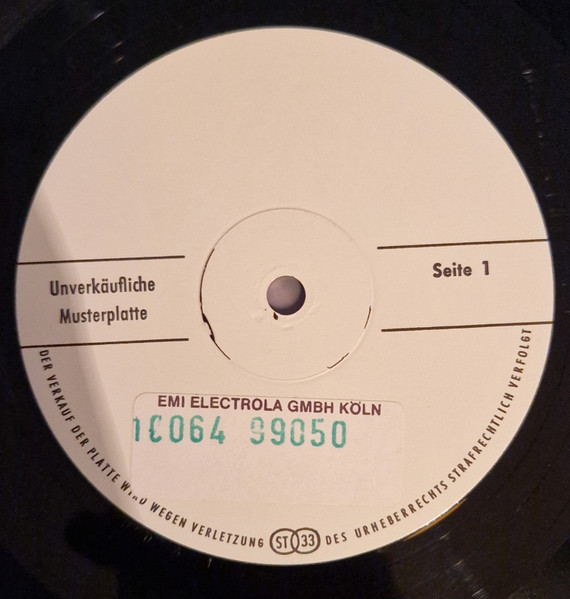 Unverkäufliche
Musterplatte
Seite 1
EMI ELECTROLA GMBH KÖLN
1C064 99050
DER VERKAUF DER PLATTE WIRD WEGEN VERLETZUNG ST 33 DES URHEBERRECHTS STRAFRECHTLICH VERFOLGT